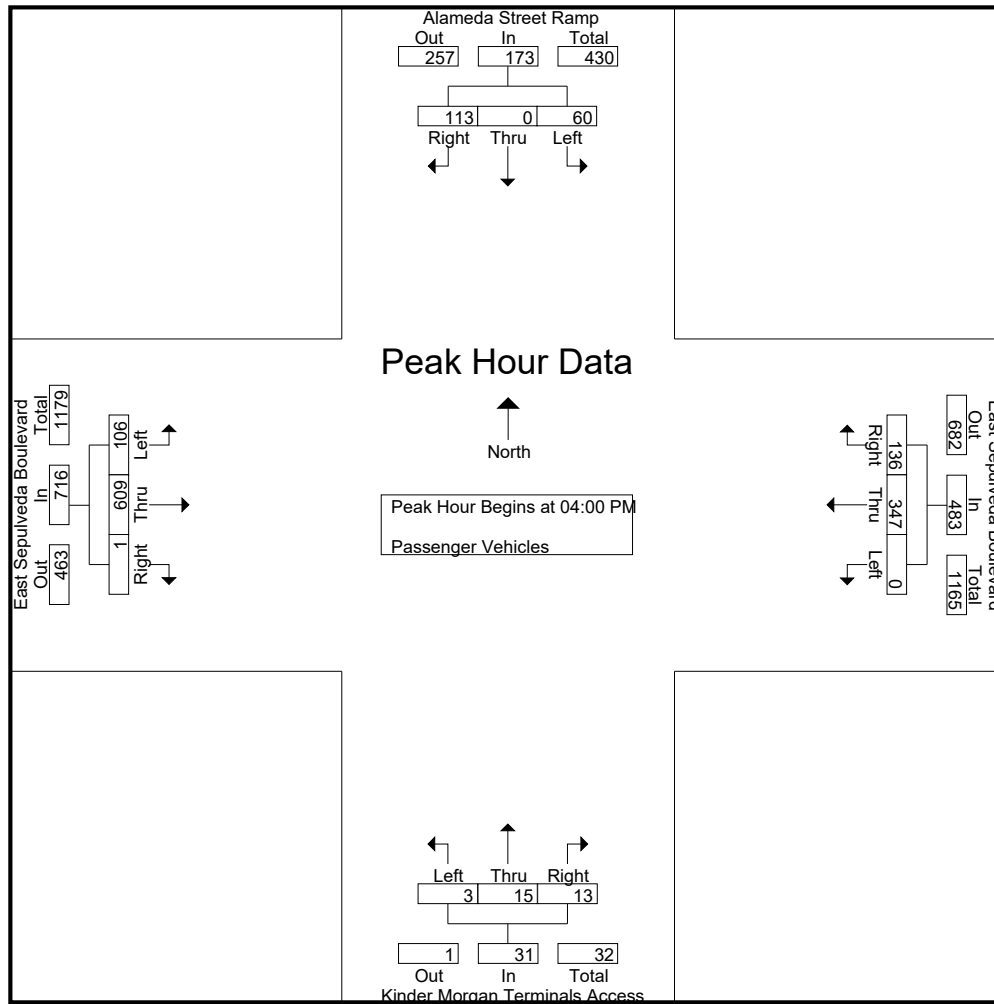 Alameda Street Ramp
Out In Total
257 173 430
113 0 60
Right Thru Left
Peak Hour Data
North
Peak Hour Begins at 04:00 PM
Passenger Vehicles
East Sepulveda Boulevard
Out In Total
463 716 1179
1 609 106
Right Thru Left
East Sepulveda Boulevard
Out In Total
682 483 1165
136 347 0
Right Thru Left
Left Thru Right
3 15 13
1 31 32
Out In Total
Kinder Morgan Terminals Access